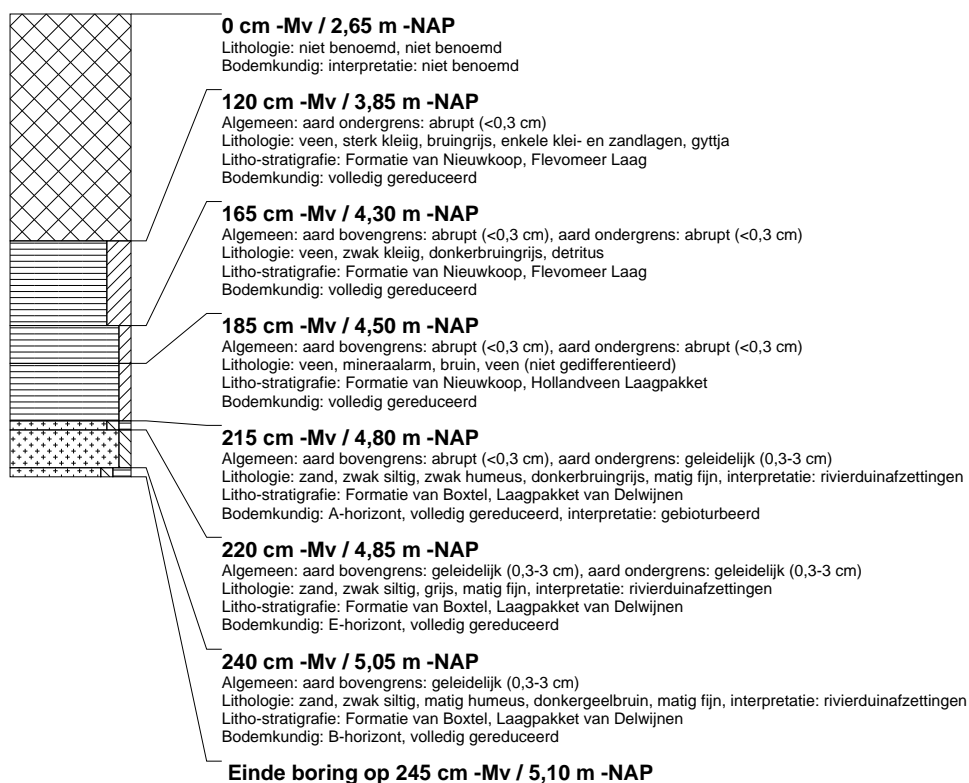 0 cm -Mv / 2,65 m -NAP
Lithologie: niet benoemd, niet benoemd
Bodemkundig: interpretatie: niet benoemd
120 cm -Mv / 3,85 m -NAP
Algemeen: aard ondergrens: abrupt (<0,3 cm)
Lithologie: veen, sterk kleiig, bruingrijs, enkele klei- en zandlagen, gyttja
Litho-stratigrafie: Formatie van Nieuwkoop, Flevomeer Laag
Bodemkundig: volledig gereduceerd
165 cm -Mv / 4,30 m -NAP
Algemeen: aard bovengrens: abrupt (<0,3 cm), aard ondergrens: abrupt (<0,3 cm)
Lithologie: veen, zwak kleiig, donkerbruingrijs, detritus
Litho-stratigrafie: Formatie van Nieuwkoop, Flevomeer Laag
Bodemkundig: volledig gereduceerd
185 cm -Mv / 4,50 m -NAP
Algemeen: aard bovengrens: abrupt (<0,3 cm), aard ondergrens: abrupt (<0,3 cm)
Lithologie: veen, mineraalarm, bruin, veen (niet gedifferentieerd)
Litho-stratigrafie: Formatie van Nieuwkoop, Hollandveen Laagpakket
Bodemkundig: volledig gereduceerd
215 cm -Mv / 4,80 m -NAP
Algemeen: aard bovengrens: abrupt (<0,3 cm), aard ondergrens: geleidelijk (0,3-3 cm)
Lithologie: zand, zwak siltig, zwak humeus, donkerbruingrijs, matig fijn, interpretatie: rivierduinafzettingen
Litho-stratigrafie: Formatie van Boxtel, Laagpakket van Delwijnen
Bodemkundig: A-horizont, volledig gereduceerd, interpretatie: gebioturbeerd
220 cm -Mv / 4,85 m -NAP
Algemeen: aard bovengrens: geleidelijk (0,3-3 cm), aard ondergrens: geleidelijk (0,3-3 cm)
Lithologie: zand, zwak siltig, grijs, matig fijn, interpretatie: rivierduinafzettingen
Litho-stratigrafie: Formatie van Boxtel, Laagpakket van Delwijnen
Bodemkundig: E-horizont, volledig gereduceerd
240 cm -Mv / 5,05 m -NAP
Algemeen: aard bovengrens: geleidelijk (0,3-3 cm)
Lithologie: zand, zwak siltig, matig humeus, donkergeelbruin, matig fijn, interpretatie: rivierduinafzettingen
Litho-stratigrafie: Formatie van Boxtel, Laagpakket van Delwijnen
Bodemkundig: B-horizont, volledig gereduceerd
Einde boring op 245 cm -Mv / 5,10 m -NAP